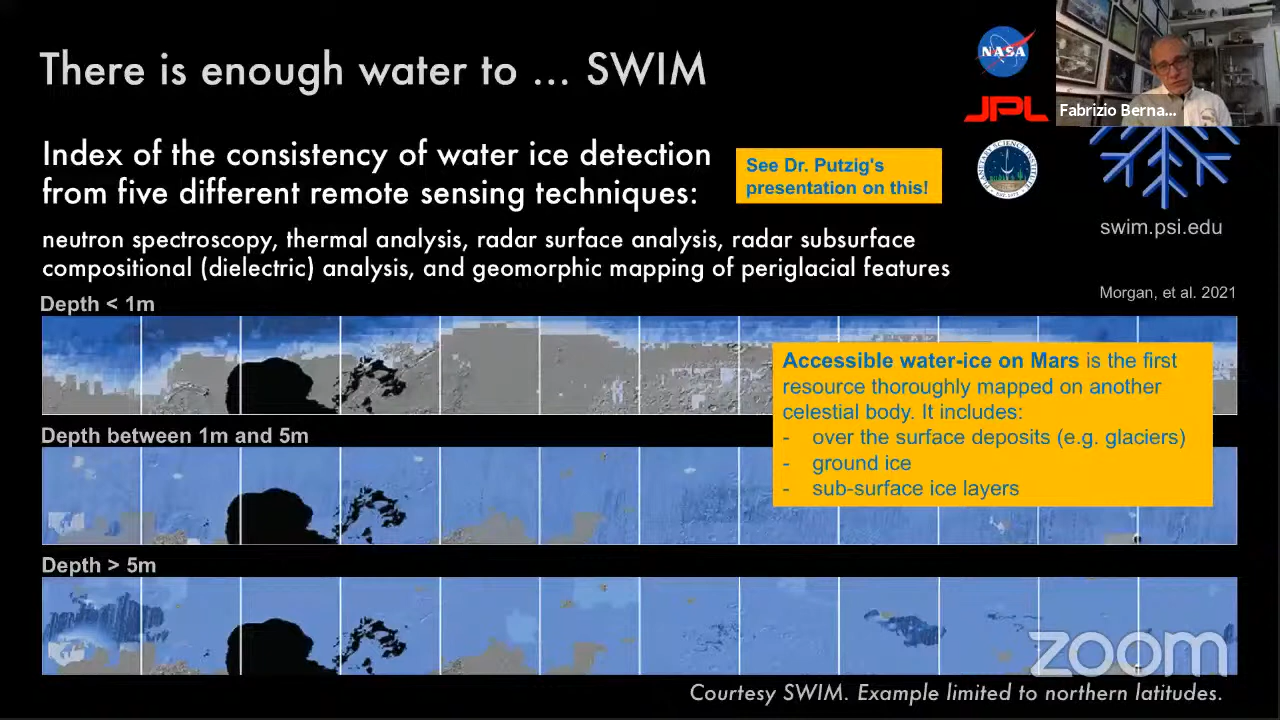 There is enough water to ... SWIM
NASA
JPL
Fabrizio Berna...
Index of the consistency of water ice detection
from five different remote sensing techniques:
See Dr. Putzig's
presentation on this!
swim.psi.edu
neutron spectroscopy, thermal analysis, radar surface analysis, radar subsurface
compositional (dielectric) analysis, and geomorphic mapping of periglacial features
Morgan, et al. 2021
Depth < 1m
Accessible water-ice on Mars is the first
resource thoroughly mapped on another
celestial body. It includes:
- over the surface deposits (e.g. glaciers)
- ground ice
- sub-surface ice layers
Depth between 1m and 5m
Depth > 5m
zoom
Courtesy SWIM. Example limited to northern latitudes.